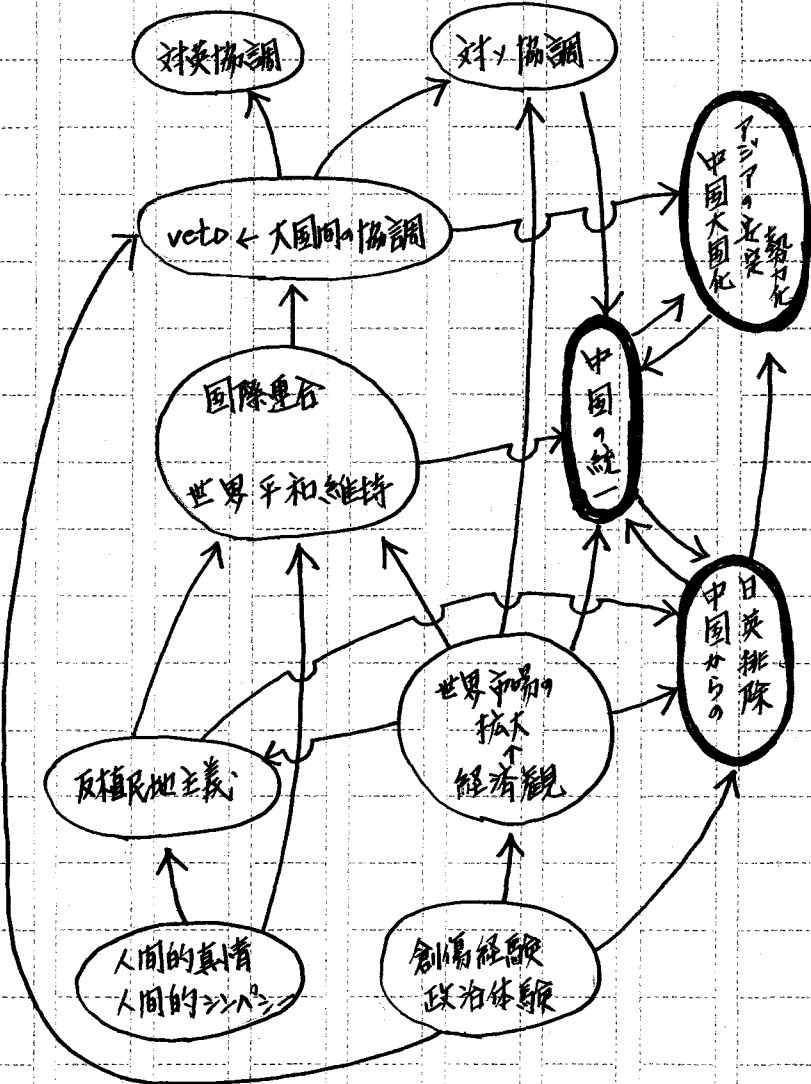 対英協調
対ソ協調
アジアの安定
勢力化
中国大国化
veto ← 大国間の協調
国際連合
世界平和維持
中国の統一
日英排除
中国からの
世界市場の
拡大
↑
経済観
反植民地主義
人間的真情
人間的シンパシー
創傷経験
政治体験